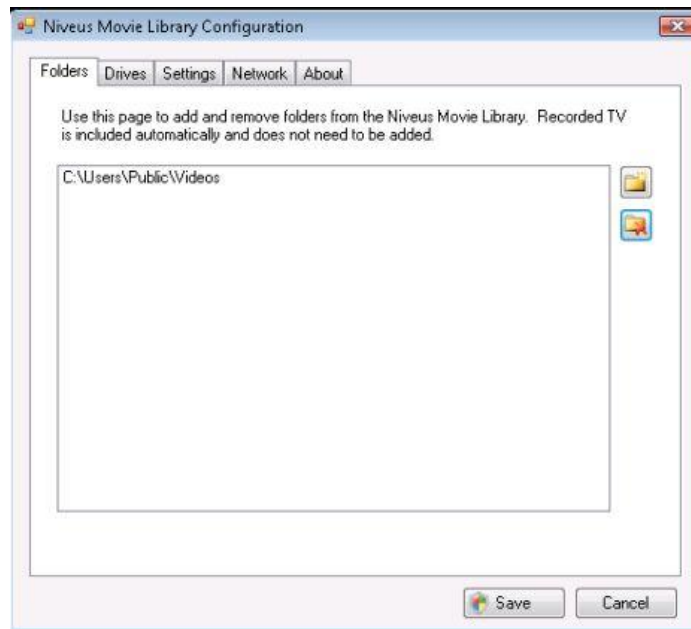 Niveus Movie Library Configuration
Folders Drives Settings Network About
Use this page to add and remove folders from the Niveus Movie Library. Recorded TV
is included automatically and does not need to be added.
C:\Users\Public\Videos
Save Cancel